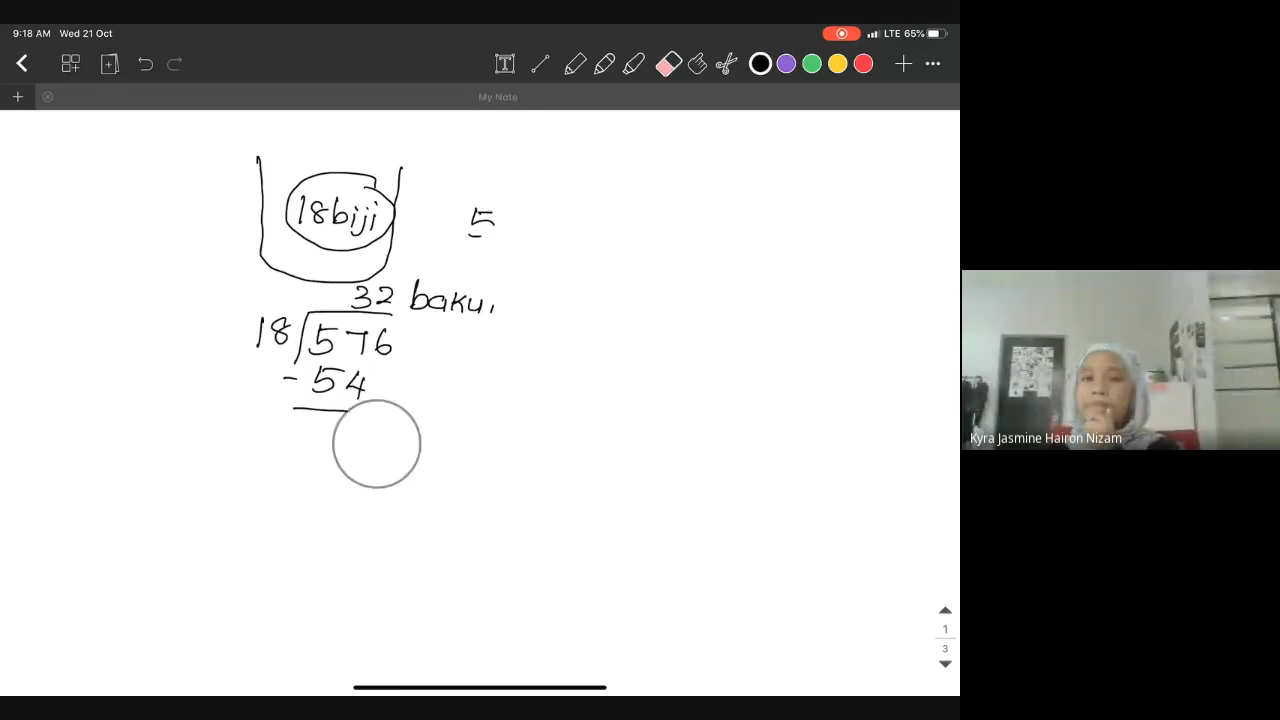 9:18 AM Wed 21 Oct
LTE 65%
My Note
18biji
5
32 baku
18 576
- 54
Kyra Jasmine Hairon Nizam
1
3